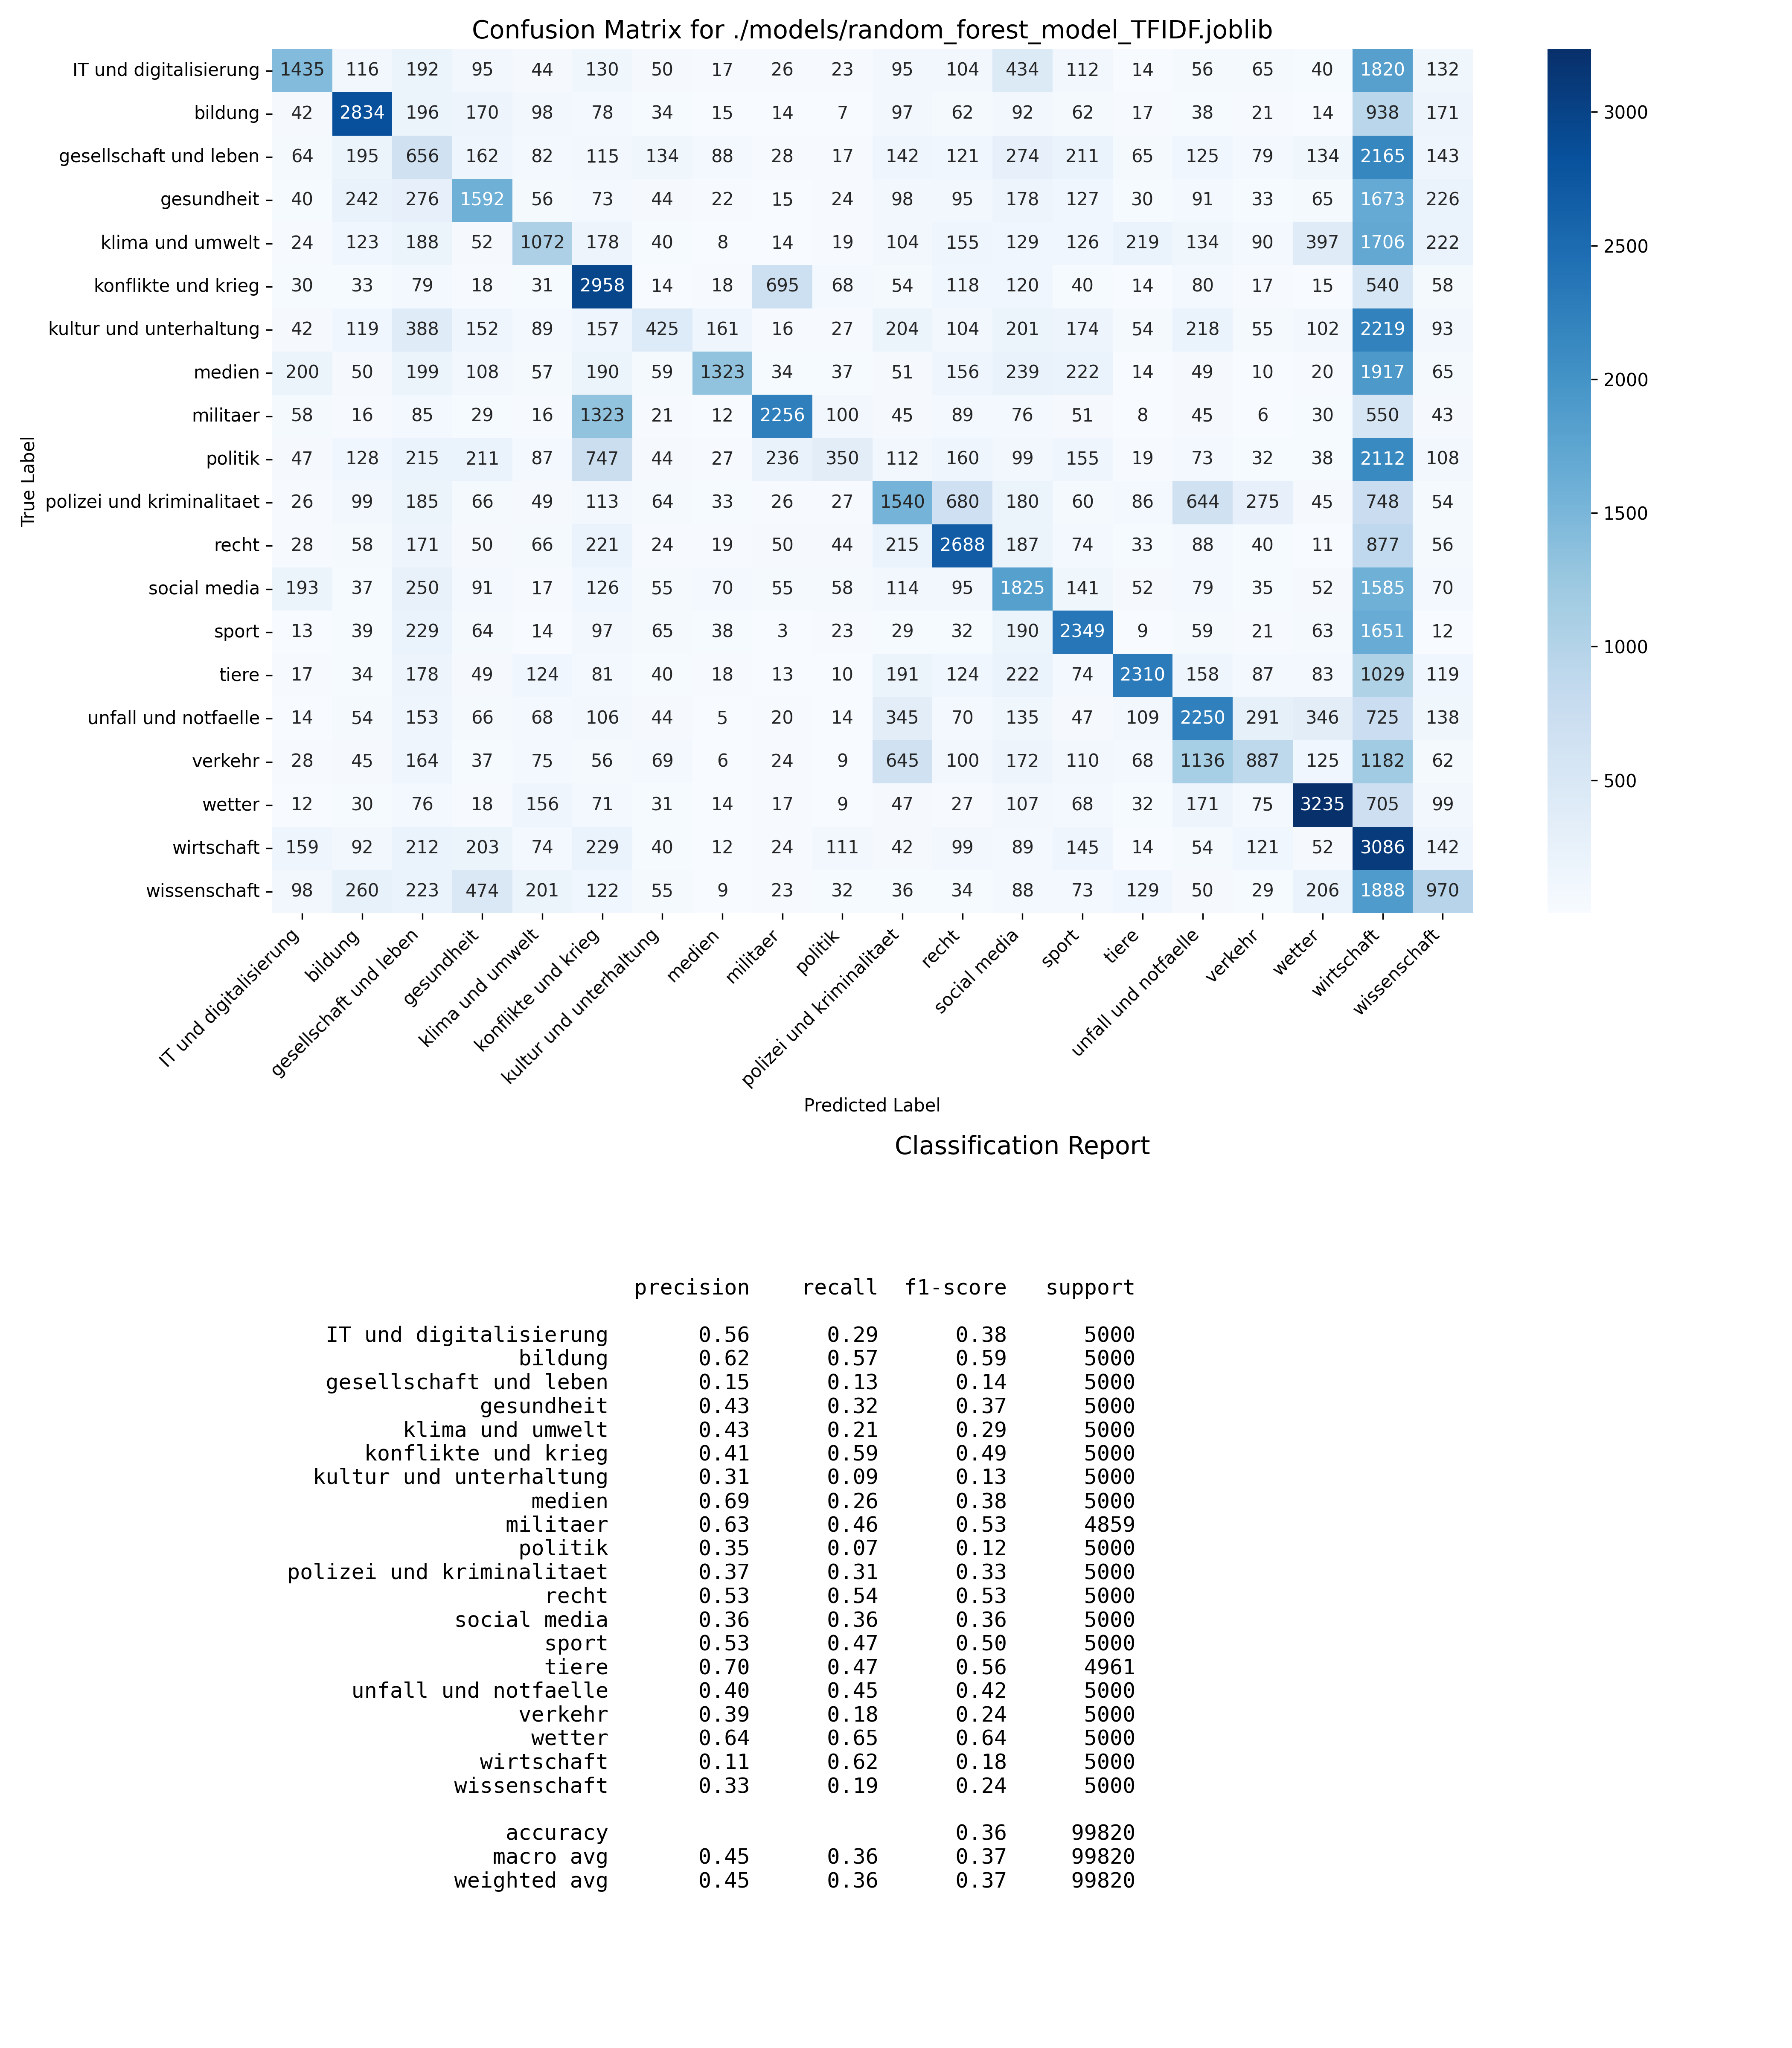 Confusion Matrix for ./models/random_forest_model_TFIDF.joblib
True Label
IT und digitalisierung 1435 116 192 95 44 130 50 17 26 23 95 104 434 112 14 56 65 40 1820 132
bildung 42 2834 196 170 98 78 34 15 14 7 97 62 92 62 17 38 21 14 938 171
gesellschaft und leben 64 195 656 162 82 115 134 88 28 17 142 121 274 211 65 125 79 134 2165 143
gesundheit 40 242 276 1592 56 73 44 22 15 24 98 95 178 127 30 91 33 65 1673 226
klima und umwelt 24 123 188 52 1072 178 40 8 14 19 104 155 129 126 219 134 90 397 1706 222
konflikte und krieg 30 33 79 18 31 2958 14 18 695 68 54 118 120 40 14 80 17 15 540 58
kultur und unterhaltung 42 119 388 152 89 157 425 161 16 27 204 104 201 174 54 218 55 102 2219 93
medien 200 50 199 108 57 190 59 1323 34 37 51 156 239 222 14 49 10 20 1917 65
militaer 58 16 85 29 16 1323 21 12 2256 100 45 89 76 51 8 45 6 30 550 43
politik 47 128 215 211 87 747 44 27 236 350 112 160 99 155 19 73 32 38 2112 108
polizei und kriminalitaet 26 99 185 66 49 113 64 33 26 27 1540 680 180 60 86 644 275 45 748 54
recht 28 58 171 50 66 221 24 19 50 44 215 2688 187 74 33 88 40 11 877 56
social media 193 37 250 91 17 126 55 70 55 58 114 95 1825 141 52 79 35 52 1585 70
sport 13 39 229 64 14 97 65 38 3 23 29 32 190 2349 9 59 21 63 1651 12
tiere 17 34 178 49 124 81 40 18 13 10 191 124 222 74 2310 158 87 83 1029 119
unfall und notfaelle 14 54 153 66 68 106 44 5 20 14 345 70 135 47 109 2250 291 346 725 138
verkehr 28 45 164 37 75 56 69 6 24 9 645 100 172 110 68 1136 887 125 1182 62
wetter 12 30 76 18 156 71 31 14 17 9 47 27 107 68 32 171 75 3235 705 99
wirtschaft 159 92 212 203 74 229 40 12 24 111 42 99 89 145 14 54 121 52 3086 142
wissenschaft 98 260 223 474 201 122 55 9 23 32 36 34 88 73 129 50 29 206 1888 970
3000
2500
2000
1500
1000
500
IT und digitalisierung
bildung
gesellschaft und leben
gesundheit
klima und umwelt
konflikte und krieg
kultur und unterhaltung
medien
militaer
politik
polizei und kriminalitaet
recht
social media
sport
tiere
unfall und notfaelle
verkehr
wetter
wirtschaft
wissenschaft
Predicted Label
Classification Report
precision recall f1-score support
IT und digitalisierung 0.56 0.29 0.38 5000
bildung 0.62 0.57 0.59 5000
gesellschaft und leben 0.15 0.13 0.14 5000
gesundheit 0.43 0.32 0.37 5000
klima und umwelt 0.43 0.21 0.29 5000
konflikte und krieg 0.41 0.59 0.49 5000
kultur und unterhaltung 0.31 0.09 0.13 5000
medien 0.69 0.26 0.38 5000
militaer 0.63 0.46 0.53 4859
politik 0.35 0.07 0.12 5000
polizei und kriminalitaet 0.37 0.31 0.33 5000
recht 0.53 0.54 0.53 5000
social media 0.36 0.36 0.36 5000
sport 0.53 0.47 0.50 5000
tiere 0.70 0.47 0.56 4961
unfall und notfaelle 0.40 0.45 0.42 5000
verkehr 0.39 0.18 0.24 5000
wetter 0.64 0.65 0.64 5000
wirtschaft 0.11 0.62 0.18 5000
wissenschaft 0.33 0.19 0.24 5000
accuracy 0.36 99820
macro avg 0.45 0.36 0.37 99820
weighted avg 0.45 0.36 0.37 99820